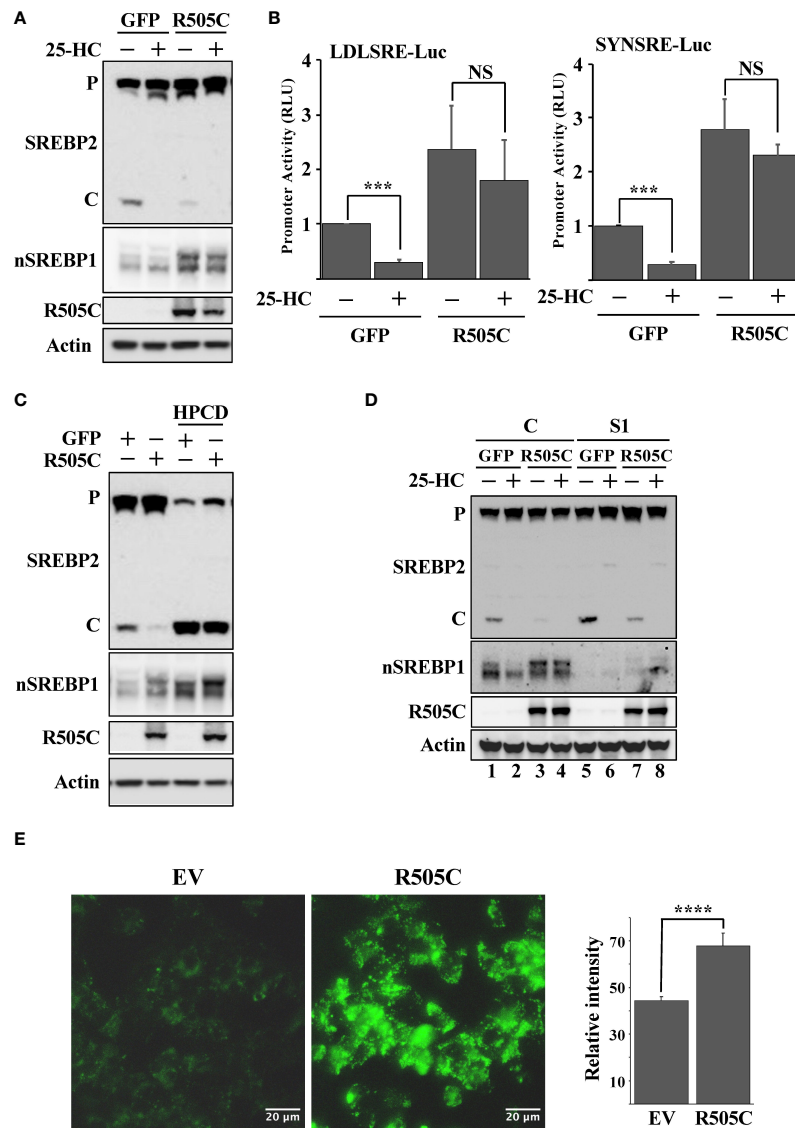 A
GFP R505C
25-HC − + − +
P
SREBP2
C
nSREBP1
R505C
Actin
B
LDLSRE-Luc
Promoter Activity (RLU)
4
3
2
1
***
NS
25-HC − + − +
GFP R505C
SYNSRE-Luc
Promoter Activity (RLU)
4
3
2
1
***
NS
25-HC − + − +
GFP R505C
C
HPCD
GFP + − + −
R505C − + − +
P
SREBP2
C
nSREBP1
R505C
Actin
D
C S1
GFP R505C GFP R505C
25-HC − + − + − + − +
P
SREBP2
C
nSREBP1
R505C
Actin
1 2 3 4 5 6 7 8
E
EV R505C
20 µm 20 µm
Relative intensity
70
50
30
10
****
EV R505C